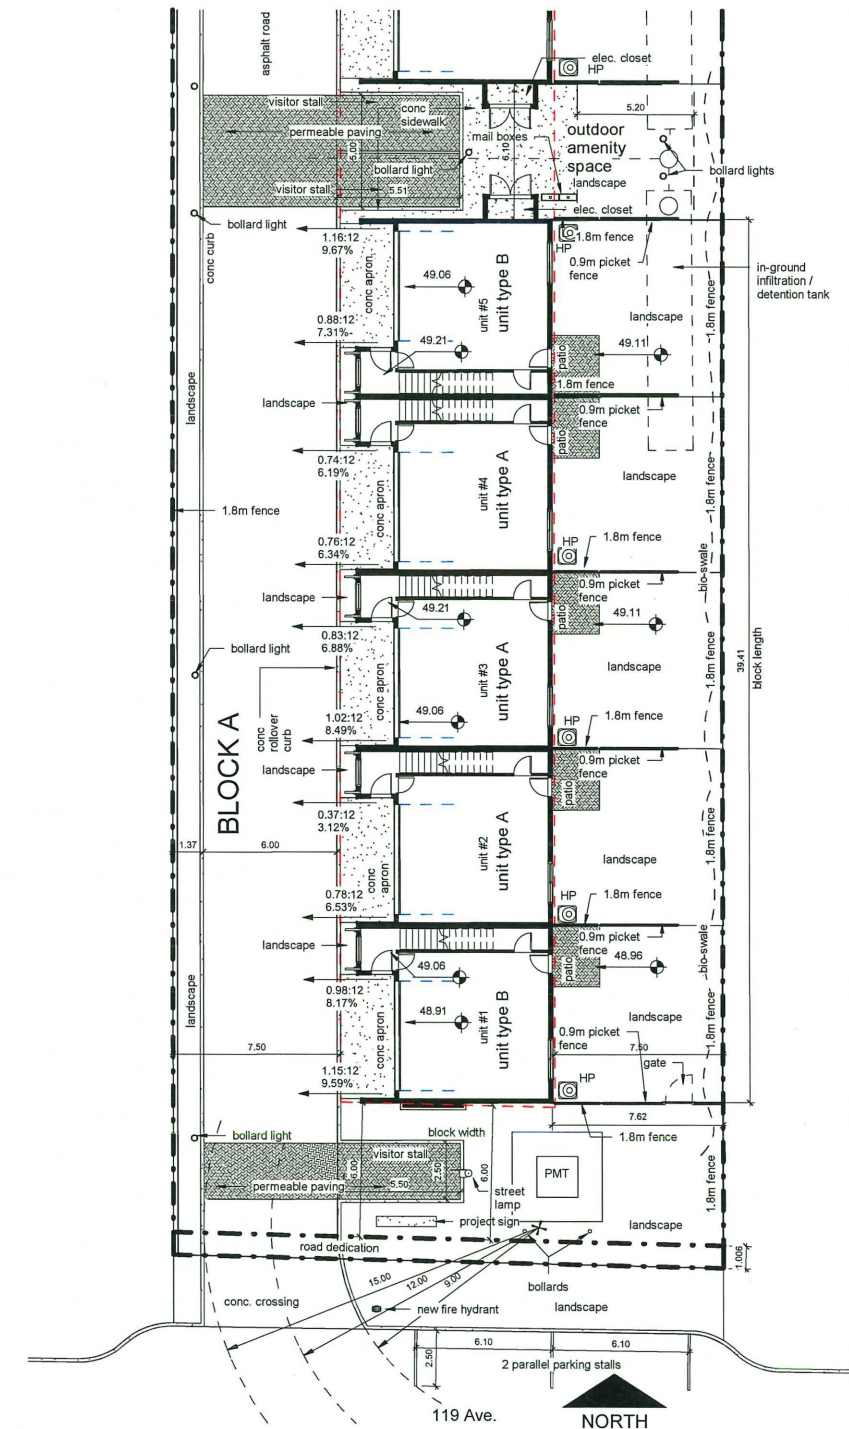 asphalt road
elec. closet
HP
visitor stall
conc
sidewalk
5.20
permeable paving
mail boxes
outdoor
amenity
space
5.00
6.10
bollard light
bollard lights
landscape
visitor stall
5.51
elec. closet
bollard light
1.8m fence
HP
1.16:12
9.67%
0.9m picket
fence
in-ground
infiltration /
detention tank
conc curb
conc apron
49.06
unit #5
unit type B
1.8m fence
landscape
0.88:12
7.31%
49.21
49.11
patio
1.8m fence
landscape
landscape
0.9m picket
fence
patio
0.74:12
6.19%
conc apron
unit #4
unit type A
landscape
1.8m fence
1.8m fence
0.76:12
6.34%
HP
1.8m fence
bio-swale
landscape
0.9m picket
fence
49.21
patio
49.11
0.83:12
6.88%
bollard light
conc apron
unit #3
unit type A
landscape
1.8m fence
39.41
block length
BLOCK A
conc
rollover
curb
1.02:12
8.49%
49.06
HP
1.8m fence
landscape
0.9m picket
fence
patio
0.37:12
3.12%
1.37
6.00
conc
apron
unit #2
unit type A
landscape
1.8m fence
0.78:12
6.53%
HP
1.8m fence
landscape
0.9m picket
fence
49.06
patio
48.96
bio-swale
0.98:12
8.17%
landscape
conc apron
48.91
unit #1
unit type B
landscape
1.8m fence
0.9m picket
fence
7.50
7.50
gate
1.15:12
9.59%
HP
7.62
bollard light
block width
1.8m fence
visitor stall
6.00
2.50
6.00
PMT
1.8m fence
permeable paving
5.50
street
lamp
project sign
landscape
road dedication
1.006
15.00
12.00
9.00
bollards
conc. crossing
new fire hydrant
landscape
6.10
6.10
2.50
2 parallel parking stalls
119 Ave.
NORTH